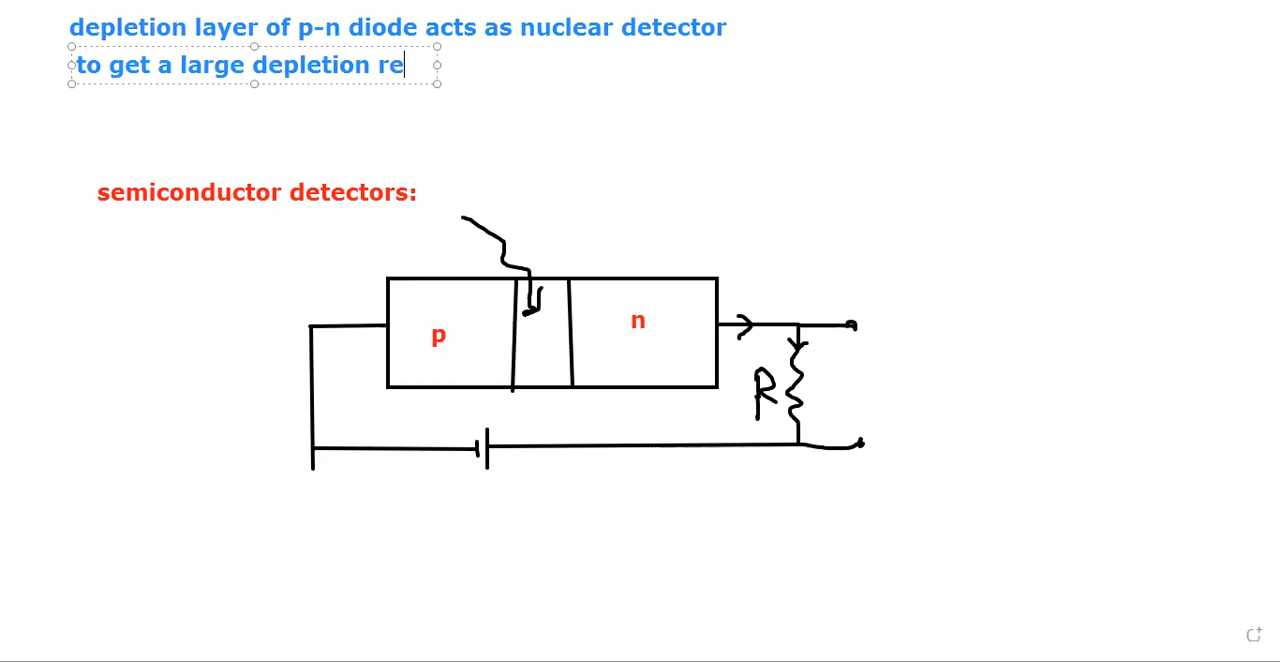 depletion layer of p-n diode acts as nuclear detector
to get a large depletion re
semiconductor detectors:
p
n
R